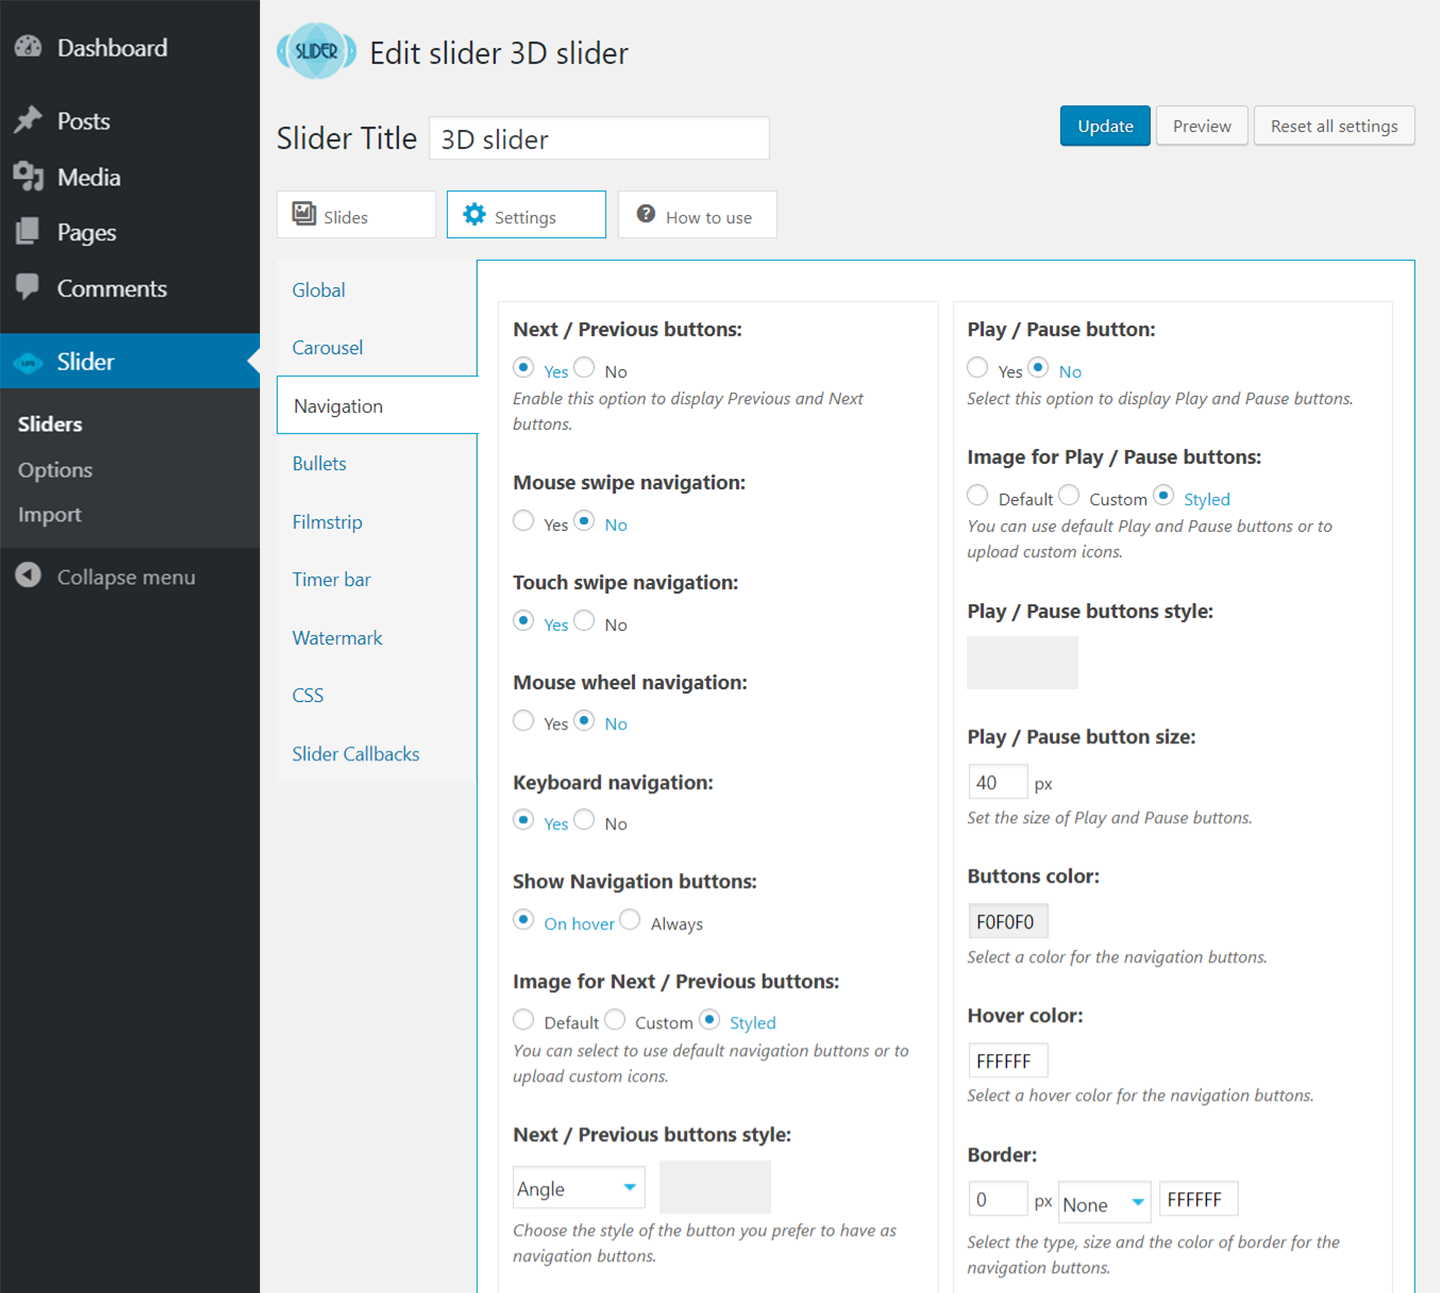 Dashboard
Posts
Media
Pages
Comments
Slider
Sliders
Options
Import
Collapse menu
SLIDER
Edit slider 3D slider
Slider Title
3D slider
Update
Preview
Reset all settings
Slides
Settings
How to use
Global
Carousel
Navigation
Bullets
Filmstrip
Timer bar
Watermark
CSS
Slider Callbacks
Next / Previous buttons:
Yes No
Enable this option to display Previous and Next
buttons.
Mouse swipe navigation:
Yes No
Touch swipe navigation:
Yes No
Mouse wheel navigation:
Yes No
Keyboard navigation:
Yes No
Show Navigation buttons:
On hover Always
Image for Next / Previous buttons:
Default Custom Styled
You can select to use default navigation buttons or to
upload custom icons.
Next / Previous buttons style:
Angle
Choose the style of the button you prefer to have as
navigation buttons.
Play / Pause button:
Yes No
Select this option to display Play and Pause buttons.
Image for Play / Pause buttons:
Default Custom Styled
You can use default Play and Pause buttons or to
upload custom icons.
Play / Pause buttons style:
Play / Pause button size:
40 px
Set the size of Play and Pause buttons.
Buttons color:
F0F0F0
Select a color for the navigation buttons.
Hover color:
FFFFFF
Select a hover color for the navigation buttons.
Border:
0 px None FFFFFF
Select the type, size and the color of border for the
navigation buttons.